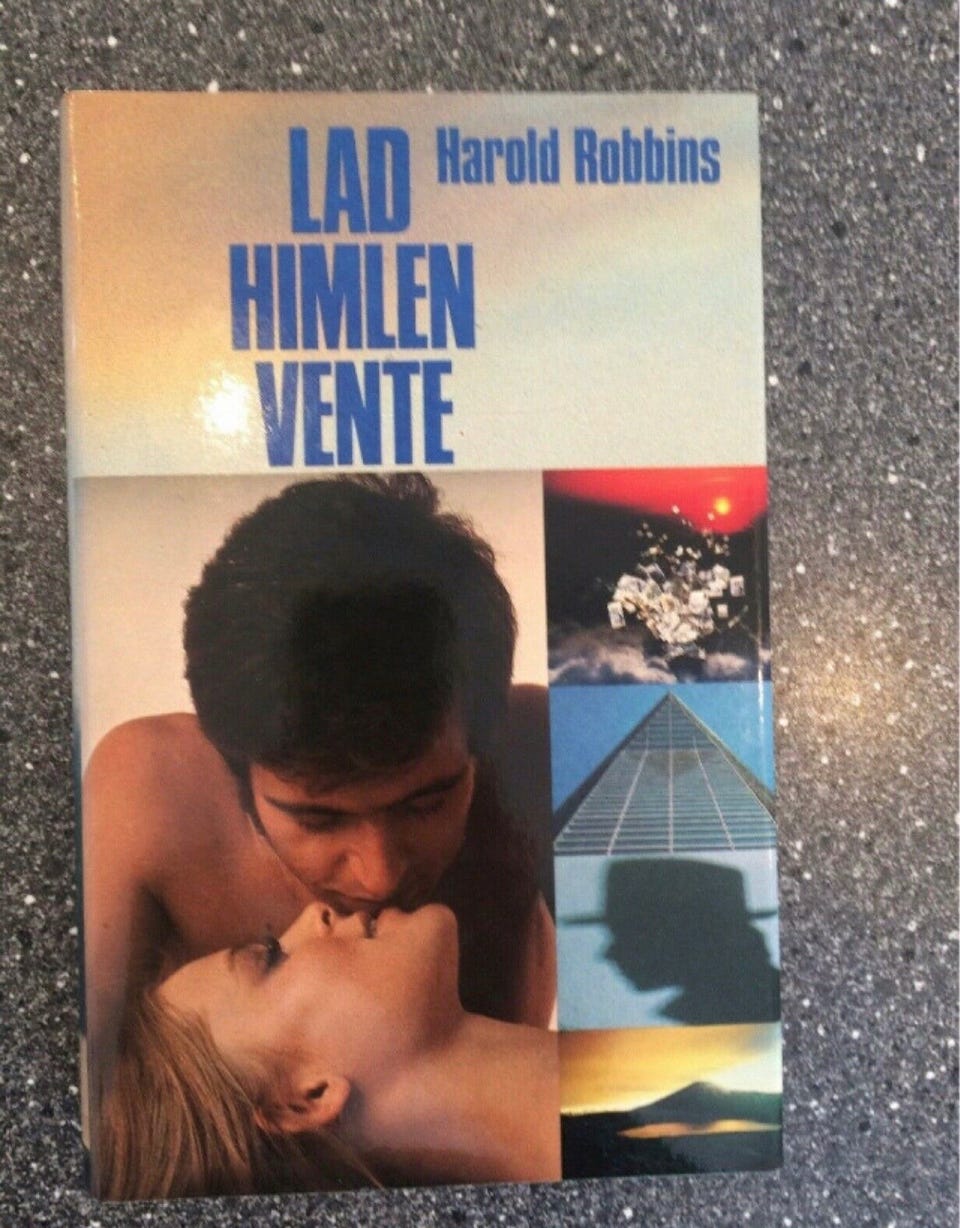 LAD
Harold Robbins
HIMLEN
VENTE